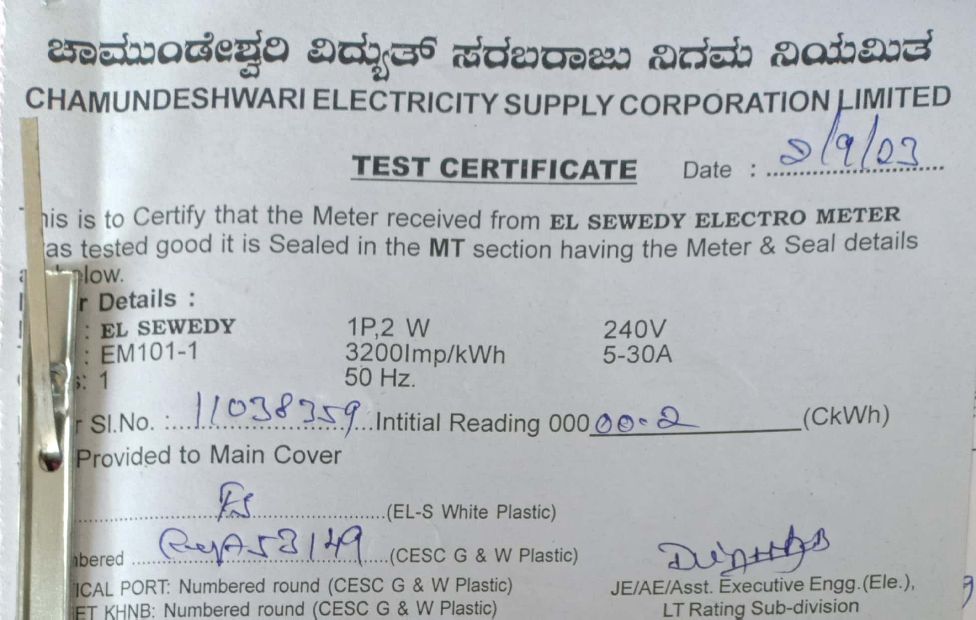 ಚಾಮುಂಡೇಶ್ವರಿ ವಿದ್ಯುತ್ ಸರಬರಾಜು ನಿಗಮ ನಿಯಮಿತ
CHAMUNDESHWARI ELECTRICITY SUPPLY CORPORATION LIMITED
TEST CERTIFICATE Date : 2/9/03
his is to Certify that the Meter received from EL SEWEDY ELECTRO METER
as tested good it is Sealed in the MT section having the Meter & Seal details
low.
r Details :
: EL SEWEDY 1P,2 W 240V
: EM101-1 3200Imp/kWh 5-30A
s: 1 50 Hz.
r Sl.No. : 11038359 Intitial Reading 000 00.2 (CkWh)
Provided to Main Cover
(EL-S White Plastic)
mbered 53149 (CESC G & W Plastic)
ICAL PORT: Numbered round (CESC G & W Plastic) JE/AE/Asst. Executive Engg.(Ele.),
ET KHNB: Numbered round (CESC G & W Plastic) LT Rating Sub-division